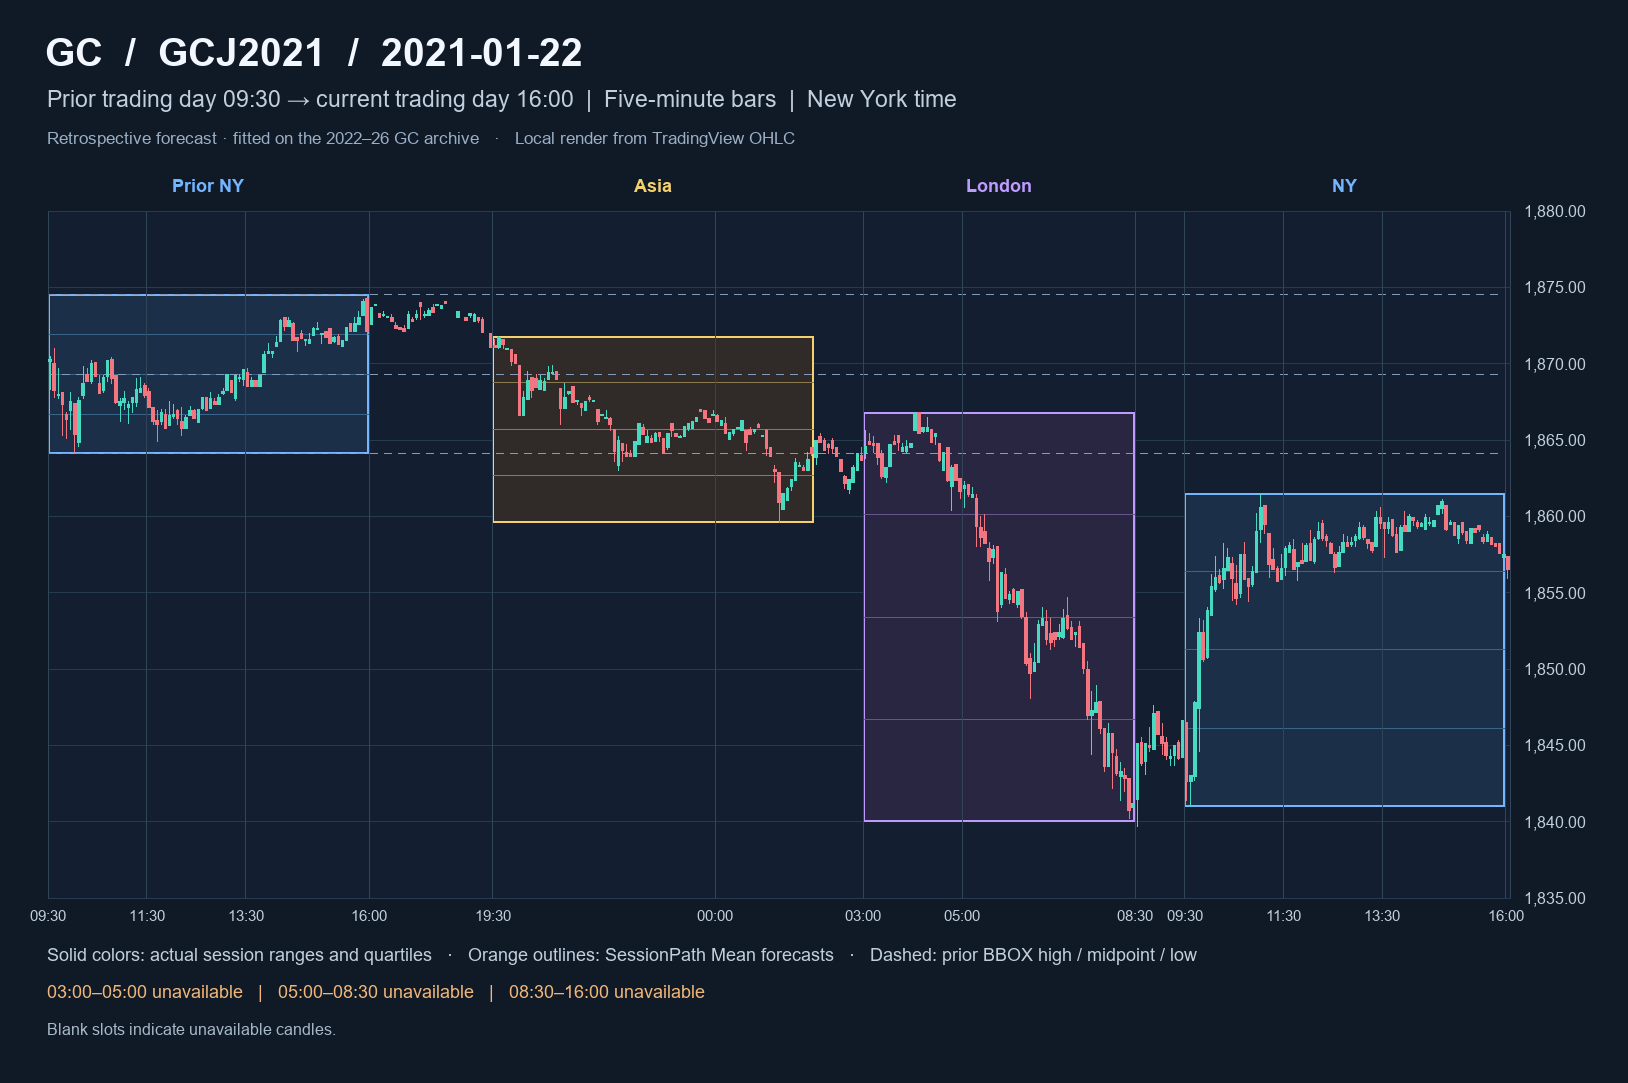 GC / GCJ2021 / 2021-01-22
Prior trading day 09:30 → current trading day 16:00 | Five-minute bars | New York time
Retrospective forecast · fitted on the 2022–26 GC archive · Local render from TradingView OHLC
Prior NY
Asia
London
NY
1,880.00
1,875.00
1,870.00
1,865.00
1,860.00
1,855.00
1,850.00
1,845.00
1,840.00
1,835.00
09:30 11:30 13:30 16:00 19:30 00:00 03:00 05:00 08:30 09:30 11:30 13:30 16:00
Solid colors: actual session ranges and quartiles · Orange outlines: SessionPath Mean forecasts · Dashed: prior BBOX high / midpoint / low
03:00–05:00 unavailable | 05:00–08:30 unavailable | 08:30–16:00 unavailable
Blank slots indicate unavailable candles.